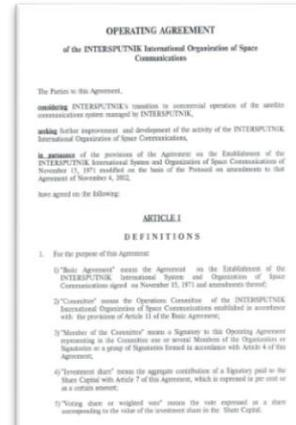 OPERATING AGREEMENT
of the INTERSPUTNIK International Organization of Space
Communications
The Parties to this Agreement,
considering INTERSPUTNIK's transition to commercial operation of the satellite
communications system managed by INTERSPUTNIK,
seeking further improvement and development of the activity of the INTERSPUTNIK
International Organization of Space Communications,
in pursuance of the provisions of the Agreement on the Establishment of the
INTERSPUTNIK International System and Organization of Space Communications of
November 15, 1971 modified on the basis of the Protocol on amendments to that
Agreement of November 4, 2002,
have agreed on the following:
ARTICLE 1
DEFINITIONS
1. For the purpose of this Agreement:
1) "Basic Agreement" means the Agreement on the Establishment of the
INTERSPUTNIK International System and Organization of Space
Communications signed on November 15, 1971 and amendments thereof;
2) "Committee" means the Operations Committee of the INTERSPUTNIK
International Organization of Space Communications established in accordance
with the provisions of Article 11 of the Basic Agreement;
3) "Member of the Committee" means a Signatory to this Operating Agreement
representing in the Committee one or several Members of the Organization or
Signatories or a group of Signatories formed in accordance with Article 4 of this
Agreement;
4) "Investment share" means the aggregate contribution of a Signatory paid to the
Share Capital with Article 7 of this Agreement, which is expressed in per cent or
as a certain amount;
5) "Voting share or weighted vote" means the vote expressed as a share
corresponding to the value of the investment share in the Share Capital.